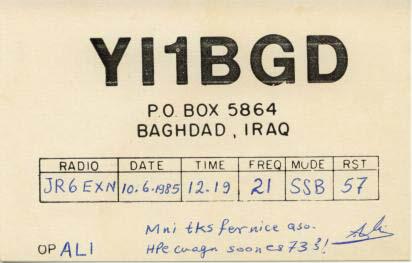 YI1BGD
P.O. BOX 5864
BAGHDAD, IRAQ
RADIO DATE TIME FREQ MODE RST
JR6EXN 10.6.1985 12.19 21 SSB 57
Mni tks for nice qso.
OP ALI HPe cuagn soon es 73!